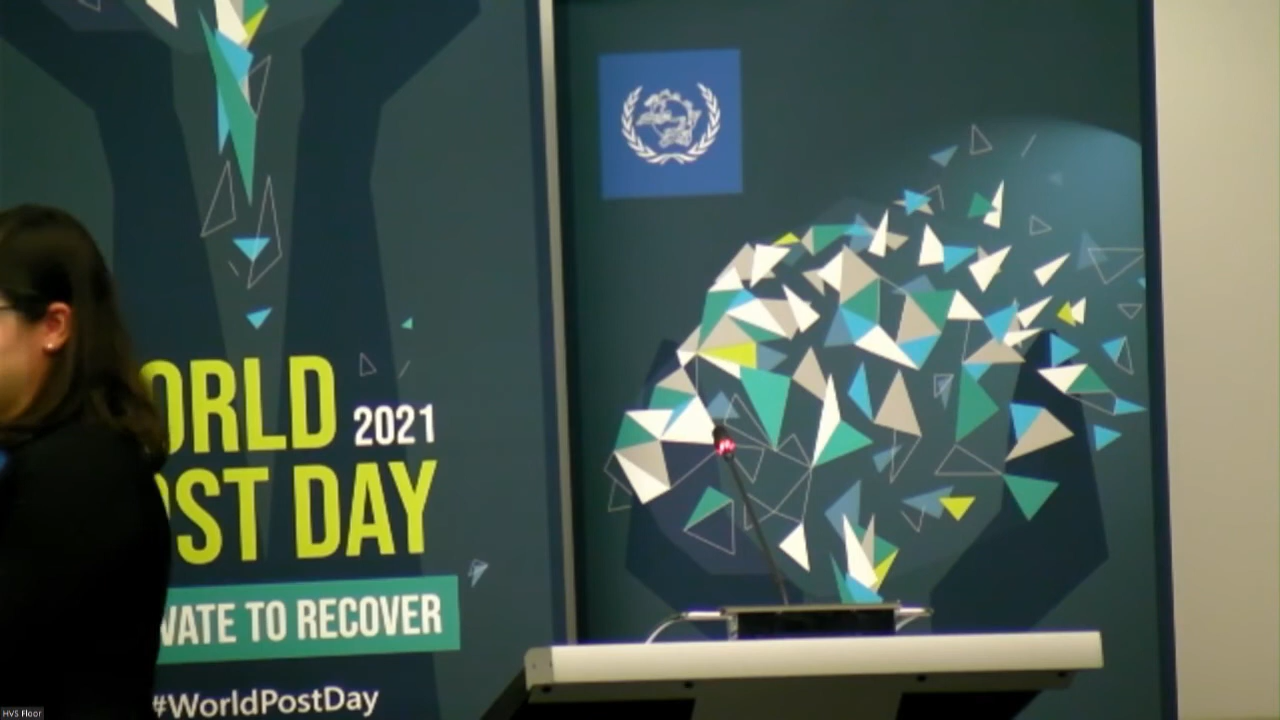 ORLD 2021
OST DAY
VATE TO RECOVER
#WorldPostDay
HVS Floor